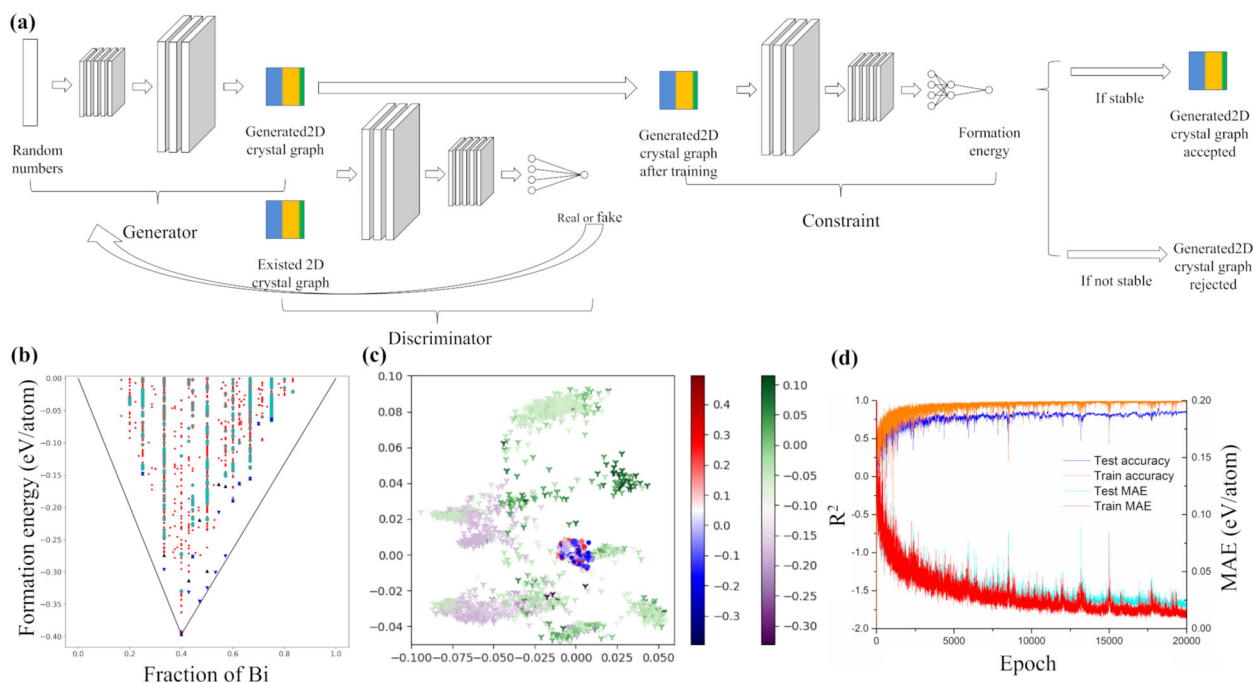 (a)
Random
numbers
Generated2D
crystal graph
Generator
Existed 2D
crystal graph
Real or fake
Discriminator
Generated2D
crystal graph
after training
Formation
energy
Constraint
If stable
Generated2D
crystal graph
accepted
If not stable
Generated2D
crystal graph
rejected
(b)
Formation energy (eV/atom)
0.00
−0.05
−0.10
−0.15
−0.20
−0.25
−0.30
−0.35
−0.40
0.0 0.2 0.4 0.6 0.8 1.0
Fraction of Bi
(c)
0.10
0.08
0.06
0.04
0.02
0.00
−0.02
−0.04
−0.100 −0.075 −0.050 −0.025 0.000 0.025 0.050
0.4
0.3
0.2
0.1
0.0
−0.1
−0.2
−0.3
0.10
0.05
0.00
−0.05
−0.10
−0.15
−0.20
−0.25
−0.30
(d)
R²
1.0
0.5
0.0
-0.5
-1.0
-1.5
-2.0
Test accuracy
Train accuracy
Test MAE
Train MAE
0 5000 10000 15000 20000
Epoch
0.20
0.15
0.10
0.05
0.00
MAE (eV/atom)